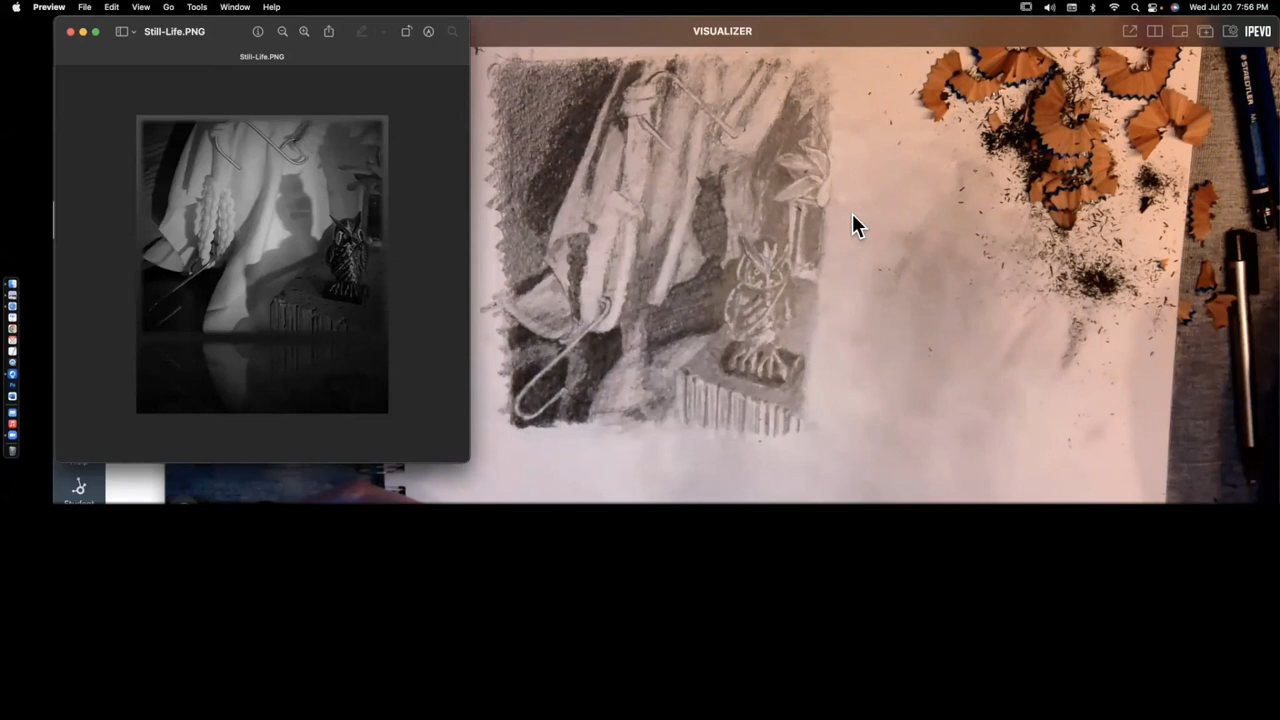 Preview File Edit View Go Tools Window Help Wed Jul 20 7:56 PM
Still-Life.PNG
VISUALIZER
IPEVO
Still-Life.PNG
STAEDTLER